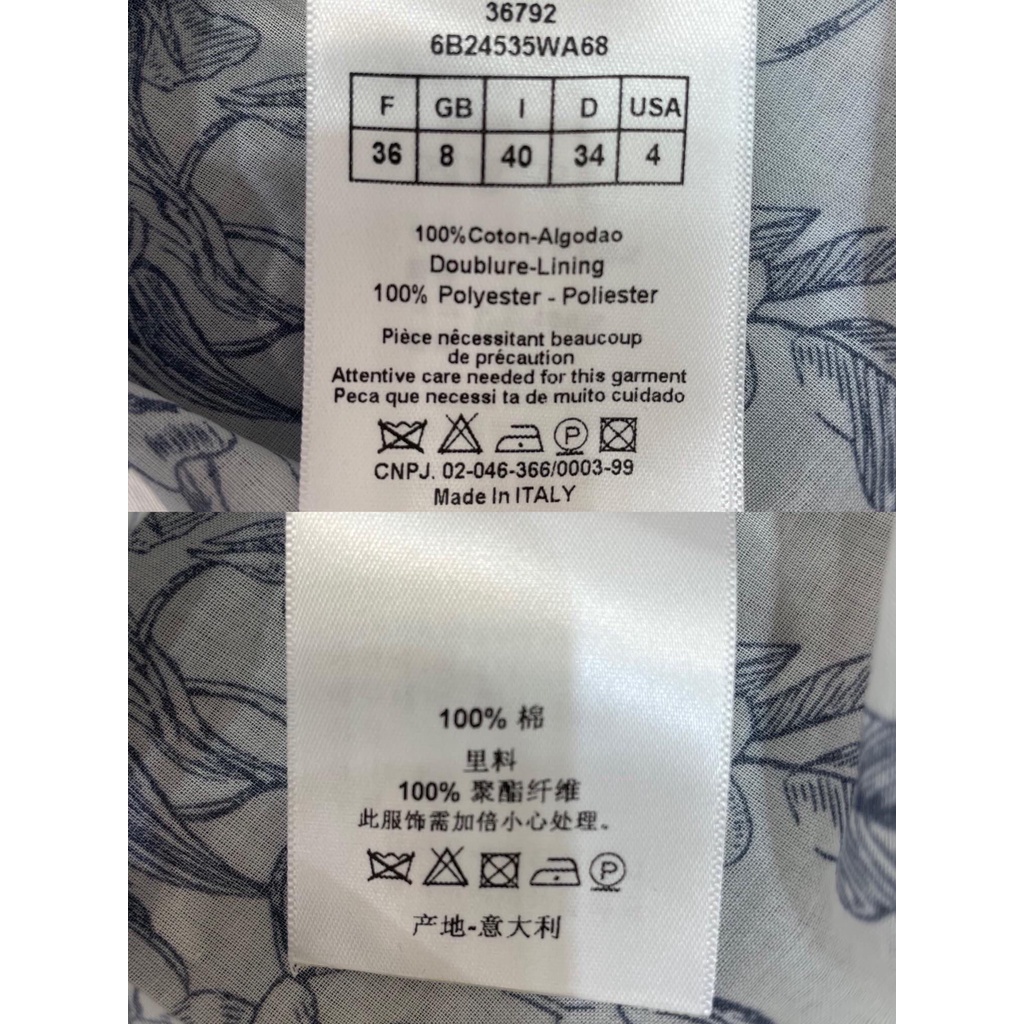 36792
6B24535WA68
F GB I D USA
36 8 40 34 4
100%Coton-Algodao
Doublure-Lining
100% Polyester - Poliester
Pièce nêcessitant beaucoup
de précaution
Attentive care needed for this garment
Peca que necessi ta de muito cuidado
P
CNPJ. 02-046-366/0003-99
Made In ITALY
100% 棉
里料
100% 聚酯纤维
此服饰需加倍小心处理。
P
产地-意大利